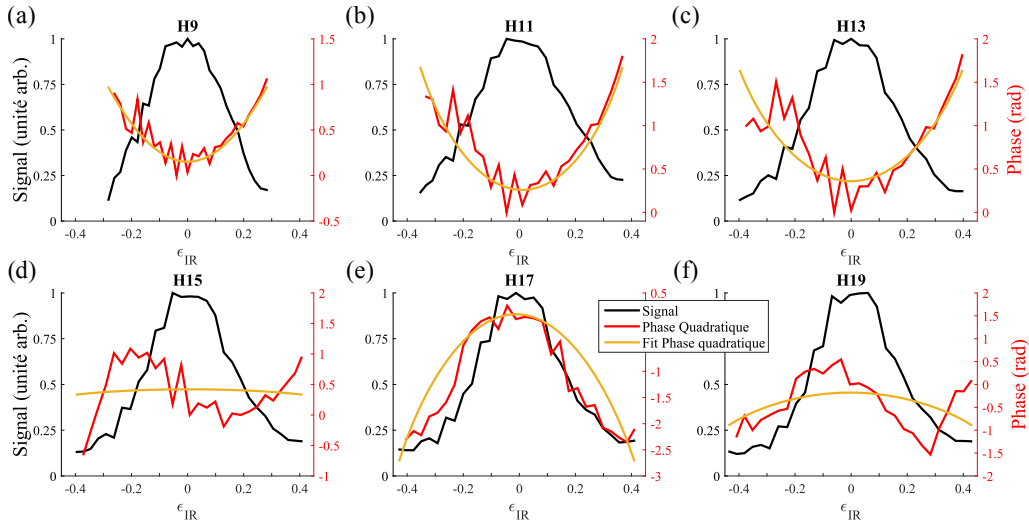 (a)
H9
Signal (unité arb.)
1
0.75
0.5
0.25
0
1.5
1
0.5
0
-0.5
-0.4 -0.2 0 0.2 0.4
ϵIR
(b)
H11
1
0.75
0.5
0.25
0
2
1.5
1
0.5
0
-0.4 -0.2 0 0.2 0.4
ϵIR
(c)
H13
1
0.75
0.5
0.25
0
2
1.5
1
0.5
0
Phase (rad)
-0.4 -0.2 0 0.2 0.4
ϵIR
(d)
H15
Signal (unité arb.)
1
0.75
0.5
0.25
0
2
1.5
1
0.5
0
-0.5
-1
-0.4 -0.2 0 0.2 0.4
ϵIR
(e)
H17
1
0.75
0.5
0.25
0
0.5
-1
-1.5
-2
-2.5
-3
-0.4 -0.2 0 0.2 0.4
ϵIR
Signal
Phase Quadratique
Fit Phase quadratique
(f)
H19
1
0.5
0.25
0
2
1.5
1
0.5
0
-0.5
-1
-1.5
-2
Phase (rad)
-0.4 -0.2 0 0.2 0.4
ϵIR